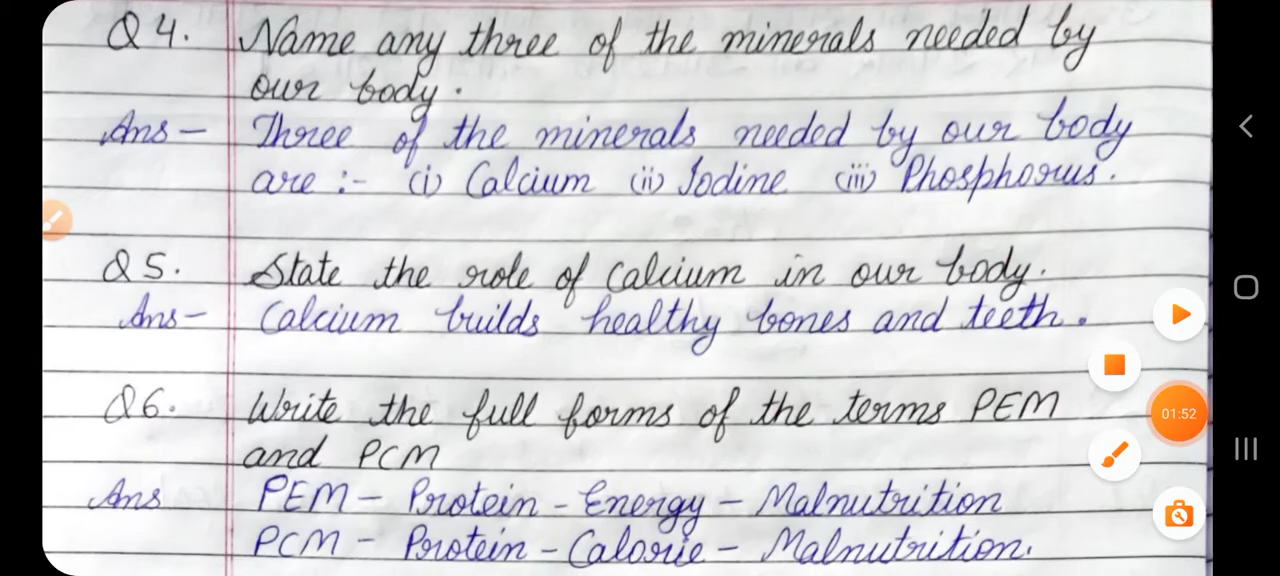 Q4. Name any three of the minerals needed by
our body.
Ans- Three of the minerals needed by our body
are :- (i) Calcium (ii) Iodine (iii) Phosphorus.
Q5. State the role of calcium in our body.
Ans- Calcium builds healthy bones and teeth.
Q6. Write the full forms of the terms PEM
and PCM
Ans PEM - Protein - Energy - Malnutrition
PCM - Protein - Calorie - Malnutrition.
01:52